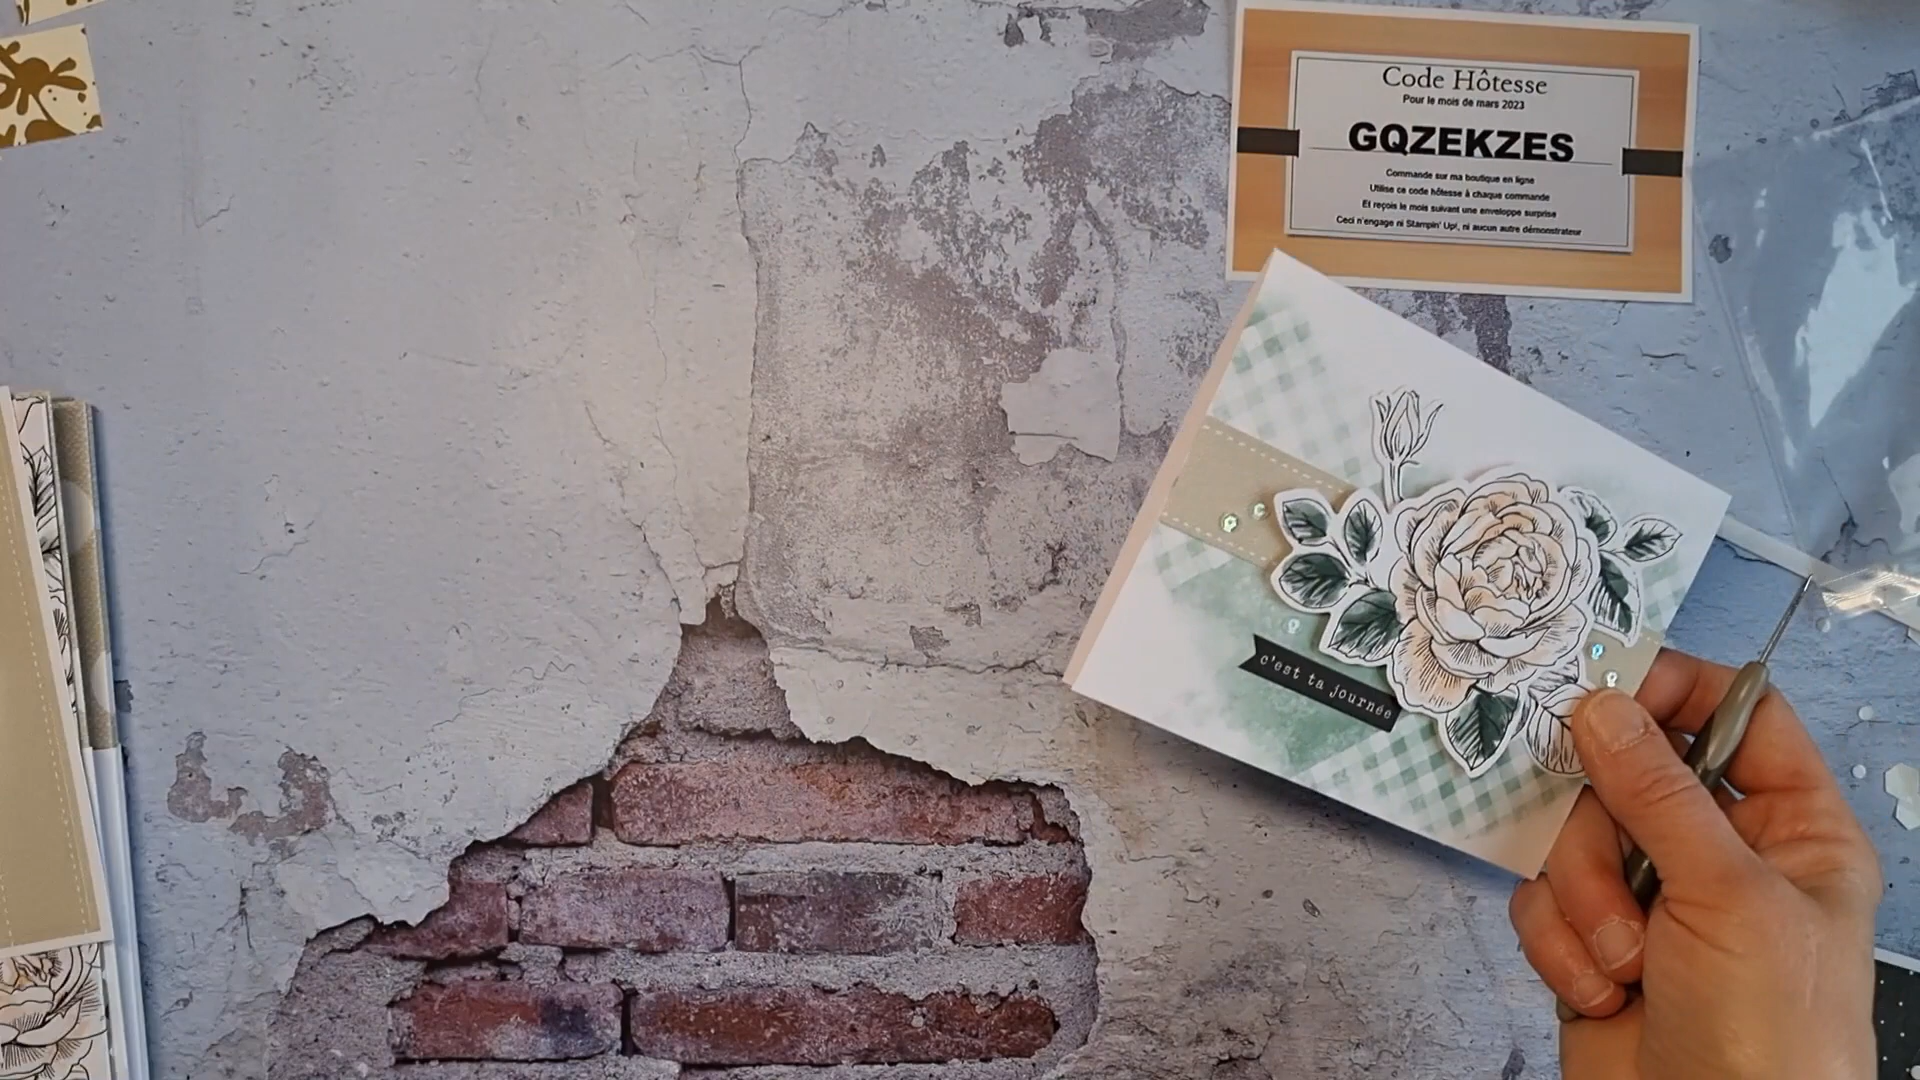 Code Hôtesse
Pour le mois de mars 2023
GQZEKZES
Commande sur ma boutique en ligne
Utilise ce code hôtesse à chaque commande
Et reçois le mois suivant une enveloppe surprise
Ceci n'engage ni Stampin' Up!, ni aucun autre démonstrateur
c'est ta journée